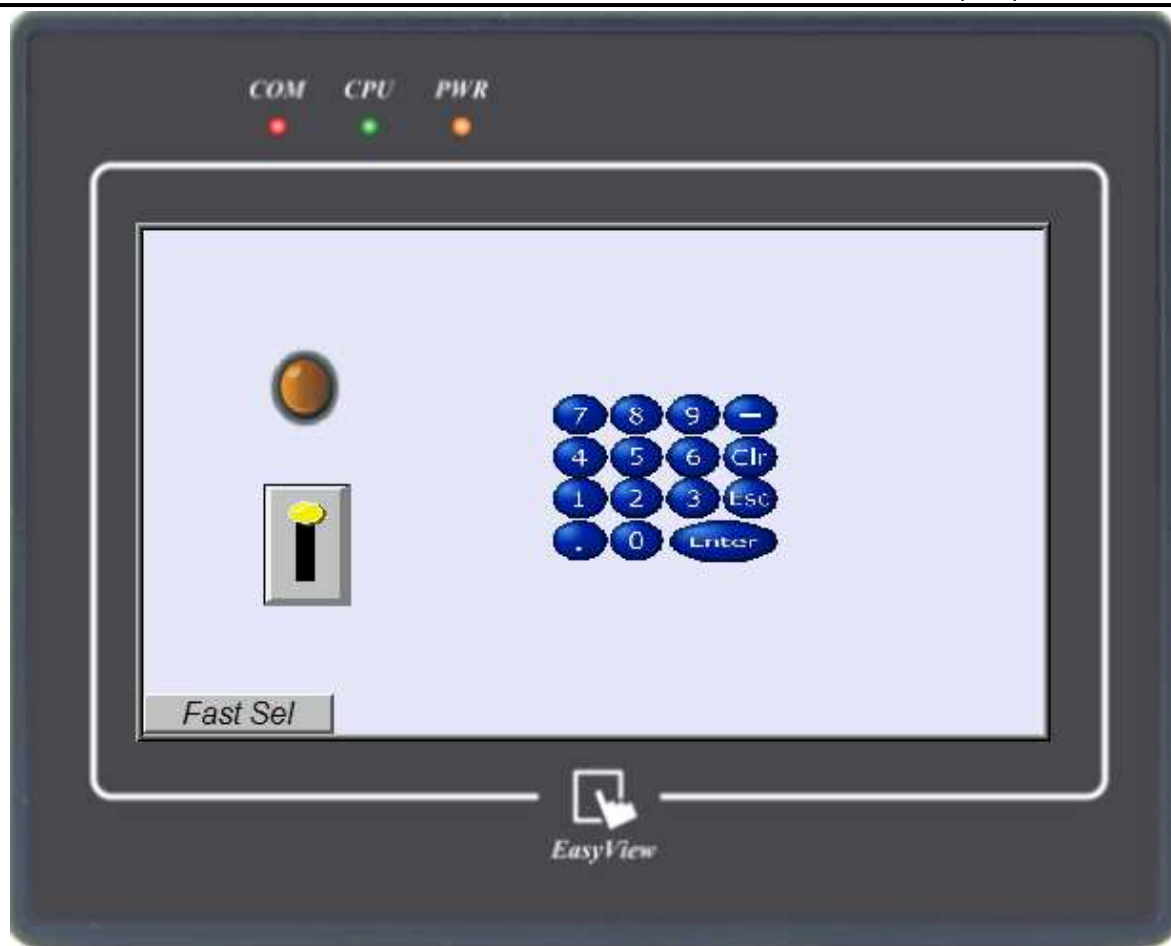 COM CPU PWR
7 8 9 —
4 5 6 Clr
1 2 3 Esc
. 0 Enter
Fast Sel
EasyView